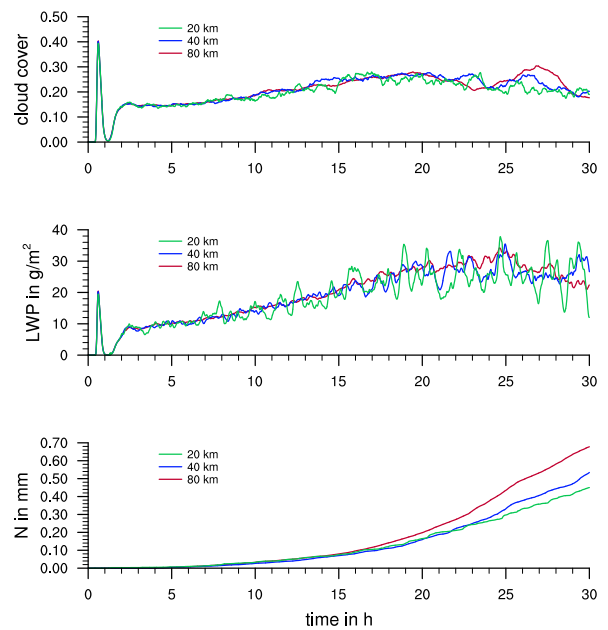 cloud cover
0.50
0.40
0.30
0.20
0.10
0.00
20 km
40 km
80 km
0 5 10 15 20 25 30
LWP in g/m²
40
30
20
10
0
20 km
40 km
80 km
0 5 10 15 20 25 30
N in mm
0.70
0.60
0.50
0.40
0.30
0.20
0.10
0.00
20 km
40 km
80 km
0 5 10 15 20 25 30
time in h